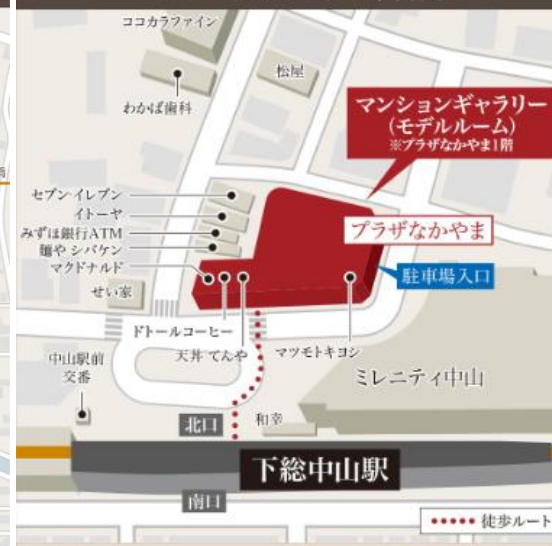 ココカラファイン
松屋
わかば歯科
マンションギャラリー
(モデルルーム)
※プラザなかやま1階
セブンイレブン
イトーヤ
みずほ銀行ATM
麺や シバケン
マクドナルド
せい家
プラザなかやま
駐車場入口
ドトールコーヒー
天丼 てんや
マツモトキヨシ
中山駅前
交番
ミレニティ中山
北口
和幸
下総中山駅
南口
徒歩ルート